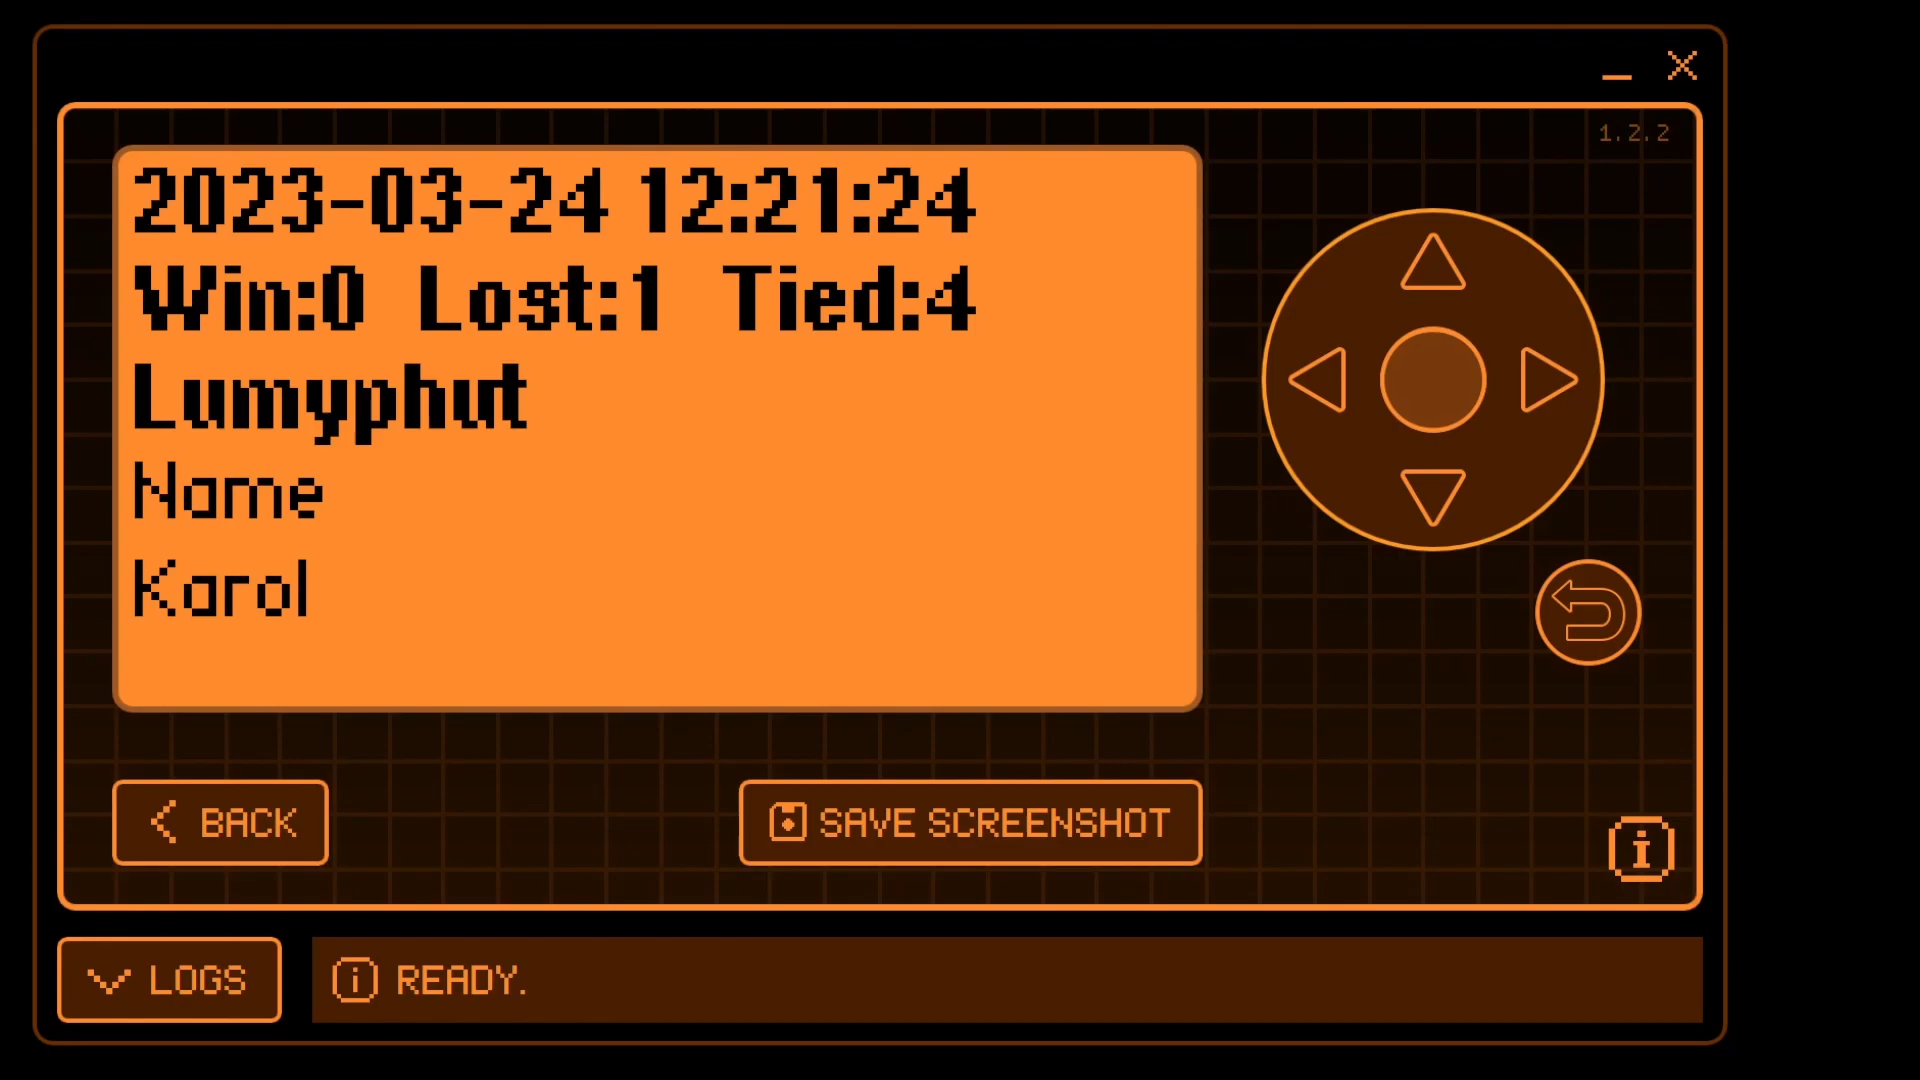 1.2.2
2023-03-24 12:21:24
Win:0 Lost:1 Tied:4
Lumyphut
Name
Karol
BACK
SAVE SCREENSHOT
LOGS
READY.